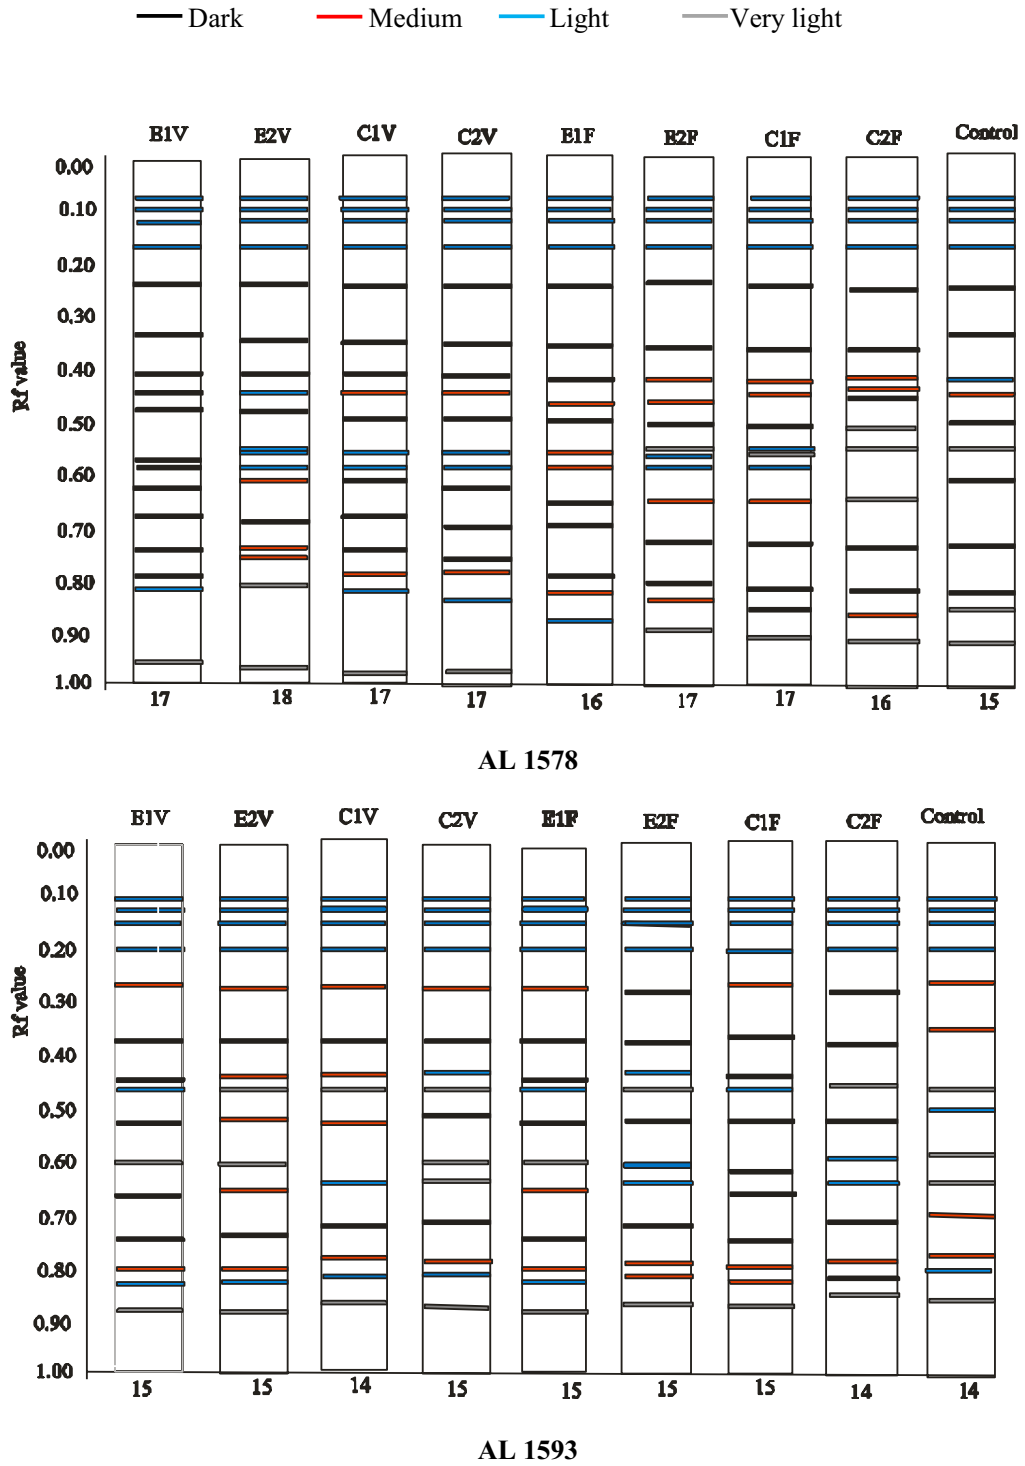 Dark Medium Light Very light
E1V E2V C1V C2V E1F E2F C1F C2F Control
0.00
0.10
0.20
0.30
0.40
0.50
0.60
0.70
0.80
0.90
1.00
Rf value
17 18 17 17 16 17 17 16 15
AL 1578
E1V E2V C1V C2V E1F E2F C1F C2F Control
0.00
0.10
0.20
0.30
0.40
0.50
0.60
0.70
0.80
0.90
1.00
Rf value
15 15 14 15 15 15 15 14 14
AL 1593